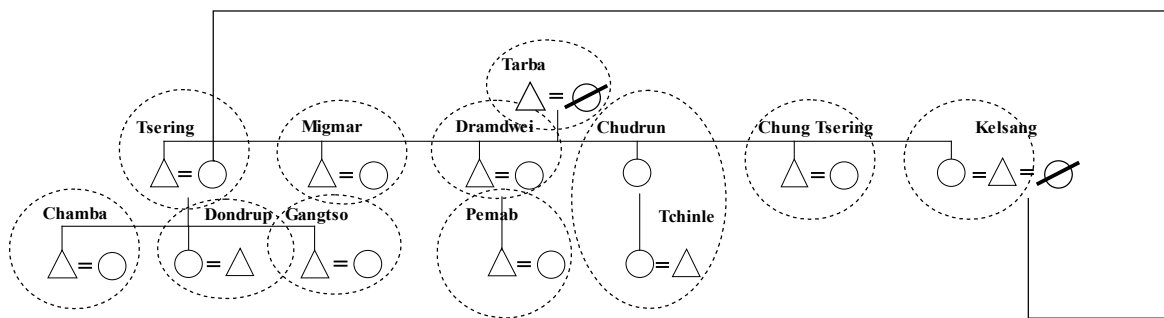 Tarba
Tsering Migmar Dramdwei Chudrun Chung Tsering Kelsang
Chamba Dondrup Gangtso Pemab Tchinle